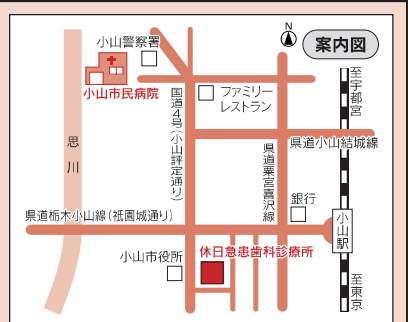 N
案内図
小山警察署
小山市民病院
国道4号(小山評定通り)
ファミリー
レストラン
至宇都宮
県道小山結城線
思川
県道粟宮喜沢線
銀行
県道栃木小山線(祇園城通り)
小山駅
小山市役所
休日急患歯科診療所
至東京